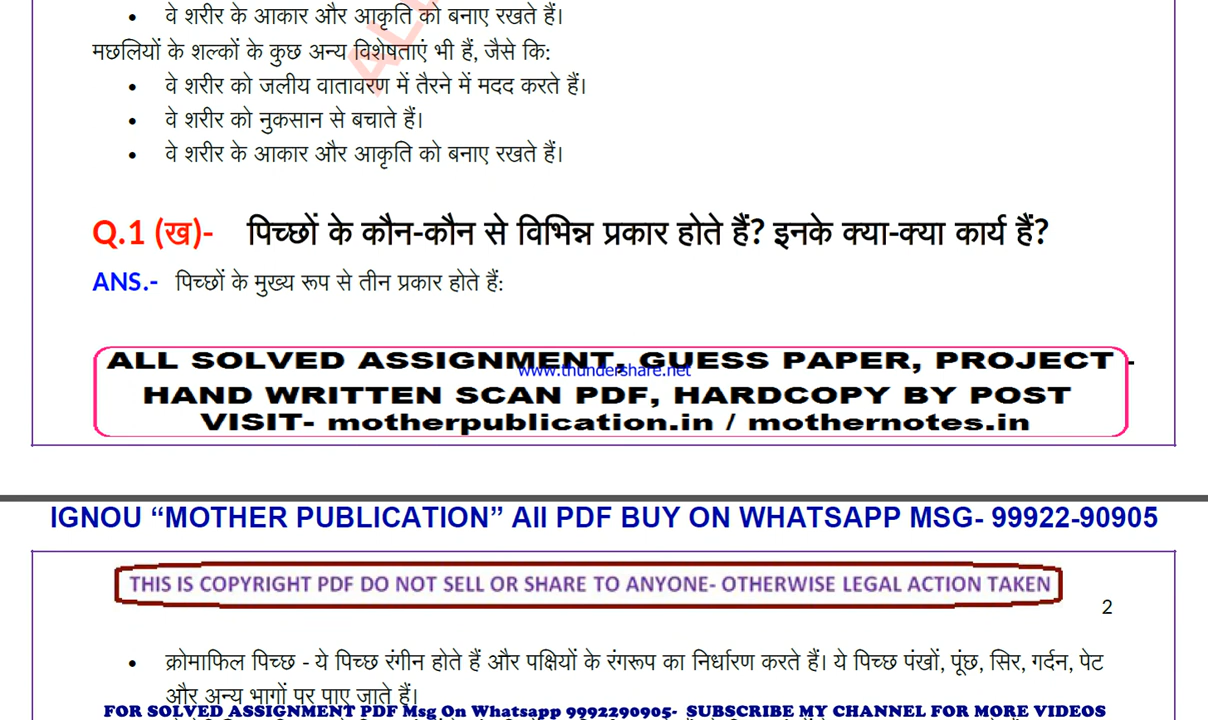 • वे शरीर के आकार और आकृति को बनाए रखते हैं।
मछलियों के शल्कों के कुछ अन्य विशेषताएं भी हैं, जैसे कि:
• वे शरीर को जलीय वातावरण में तैरने में मदद करते हैं।
• वे शरीर को नुकसान से बचाते हैं।
• वे शरीर के आकार और आकृति को बनाए रखते हैं।
Q.1 (ख)- पिच्छों के कौन-कौन से विभिन्न प्रकार होते हैं? इनके क्या-क्या कार्य हैं?
ANS.- पिच्छों के मुख्य रूप से तीन प्रकार होते हैं:
ALL SOLVED ASSIGNMENT, GUESS PAPER, PROJECT -
www.thundershare.net
HAND WRITTEN SCAN PDF, HARDCOPY BY POST
VISIT- motherpublication.in / mothernotes.in
IGNOU “MOTHER PUBLICATION” All PDF BUY ON WHATSAPP MSG- 99922-90905
THIS IS COPYRIGHT PDF DO NOT SELL OR SHARE TO ANYONE- OTHERWISE LEGAL ACTION TAKEN
2
• क्रोमाफिल पिच्छ - ये पिच्छ रंगीन होते हैं और पक्षियों के रंगरूप का निर्धारण करते हैं। ये पिच्छ पंखों, पूंछ, सिर, गर्दन, पेट
और अन्य भागों पर पाए जाते हैं।
FOR SOLVED ASSIGNMENT PDF Msg On Whatsapp 9992290905- SUBSCRIBE MY CHANNEL FOR MORE VIDEOS